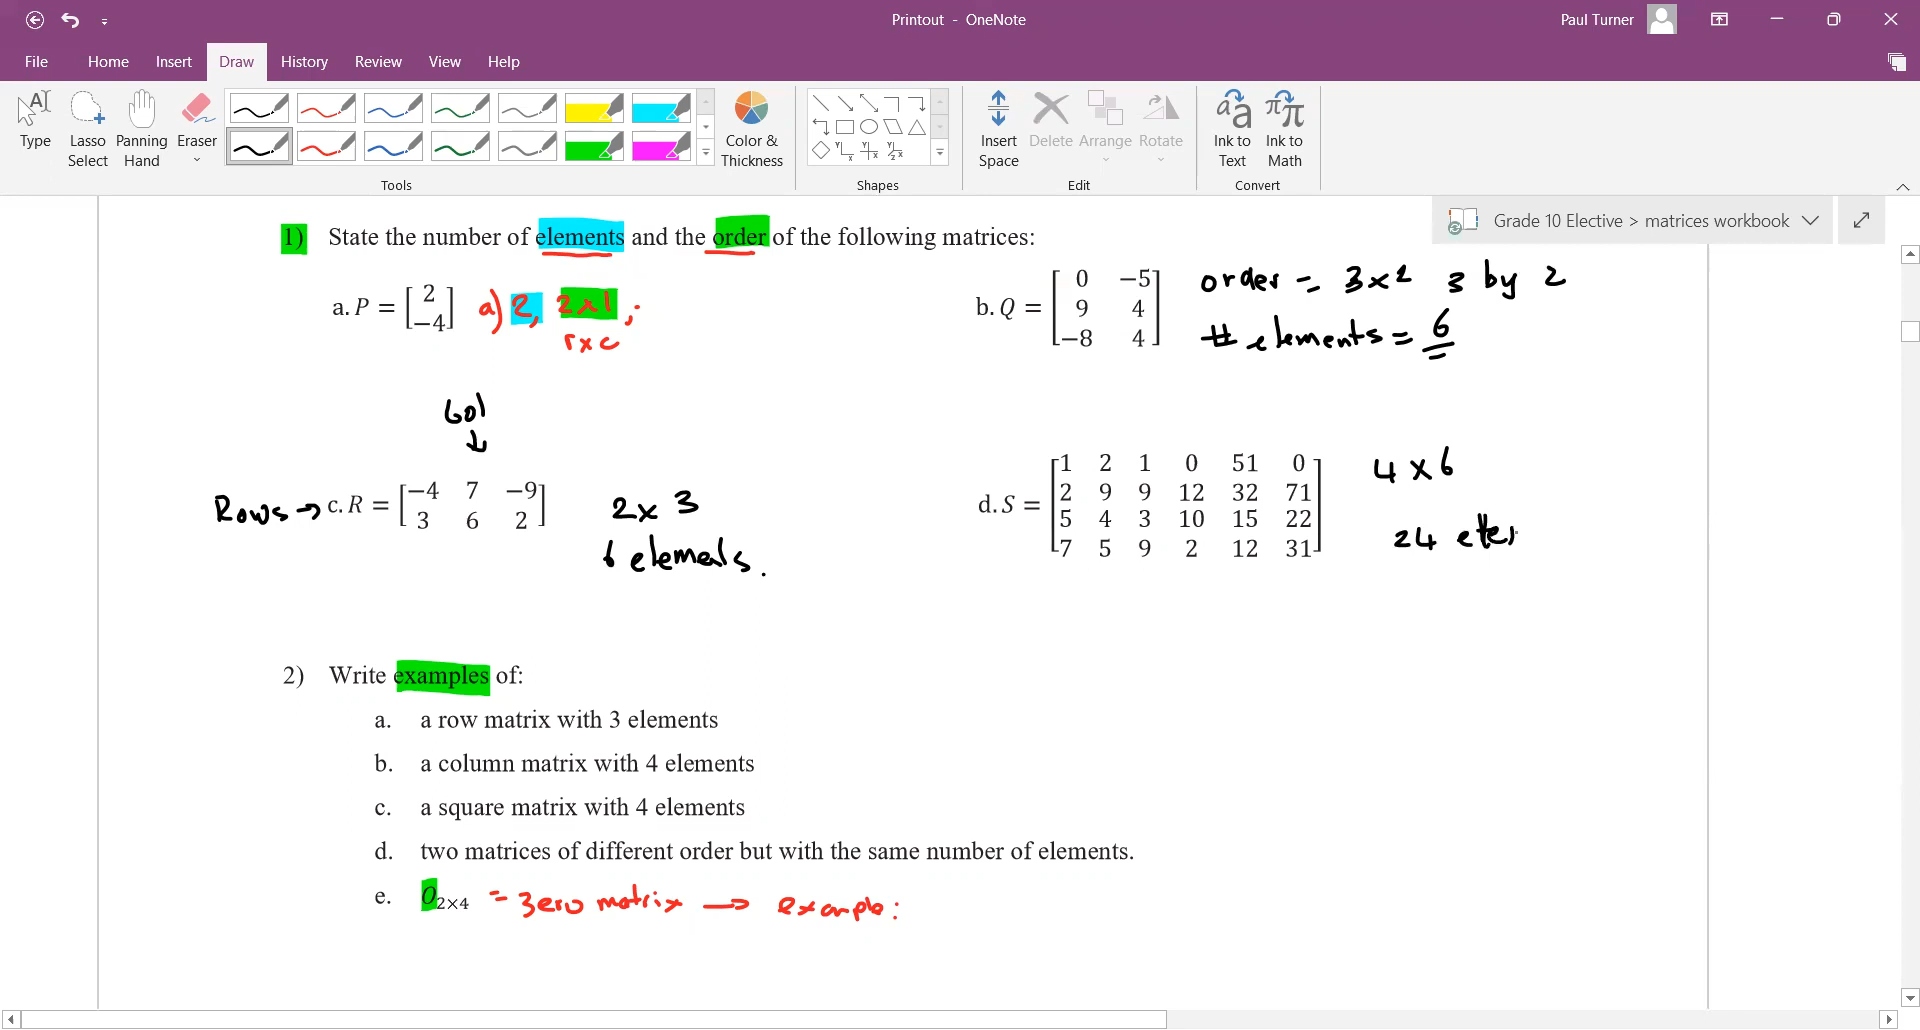 Printout - OneNote
Paul Turner
File Home Insert Draw History Review View Help
Type
Lasso Select
Panning Hand
Eraser
Color & Thickness
Insert Space
Delete
Arrange
Rotate
Ink to Text
Ink to Math
Tools
Shapes
Edit
Convert
Grade 10 Elective > matrices workbook
1) State the number of elements and the order of the following matrices:
a. P = [2
−4]
a) 2, 2x1;
r x c
b. Q = [0 −5
9 4
−8 4]
order = 3x2 3 by 2
# elements = 6
Col
Rows → c. R = [−4 7 −9
3 6 2]
2 x 3
6 elements.
d. S = [1 2 1 0 51 0
2 9 9 12 32 71
5 4 3 10 15 22
7 5 9 2 12 31]
4 x 6
24
2) Write examples of:
a. a row matrix with 3 elements
b. a column matrix with 4 elements
c. a square matrix with 4 elements
d. two matrices of different order but with the same number of elements.
e. O2×4 = zero matrix → example: